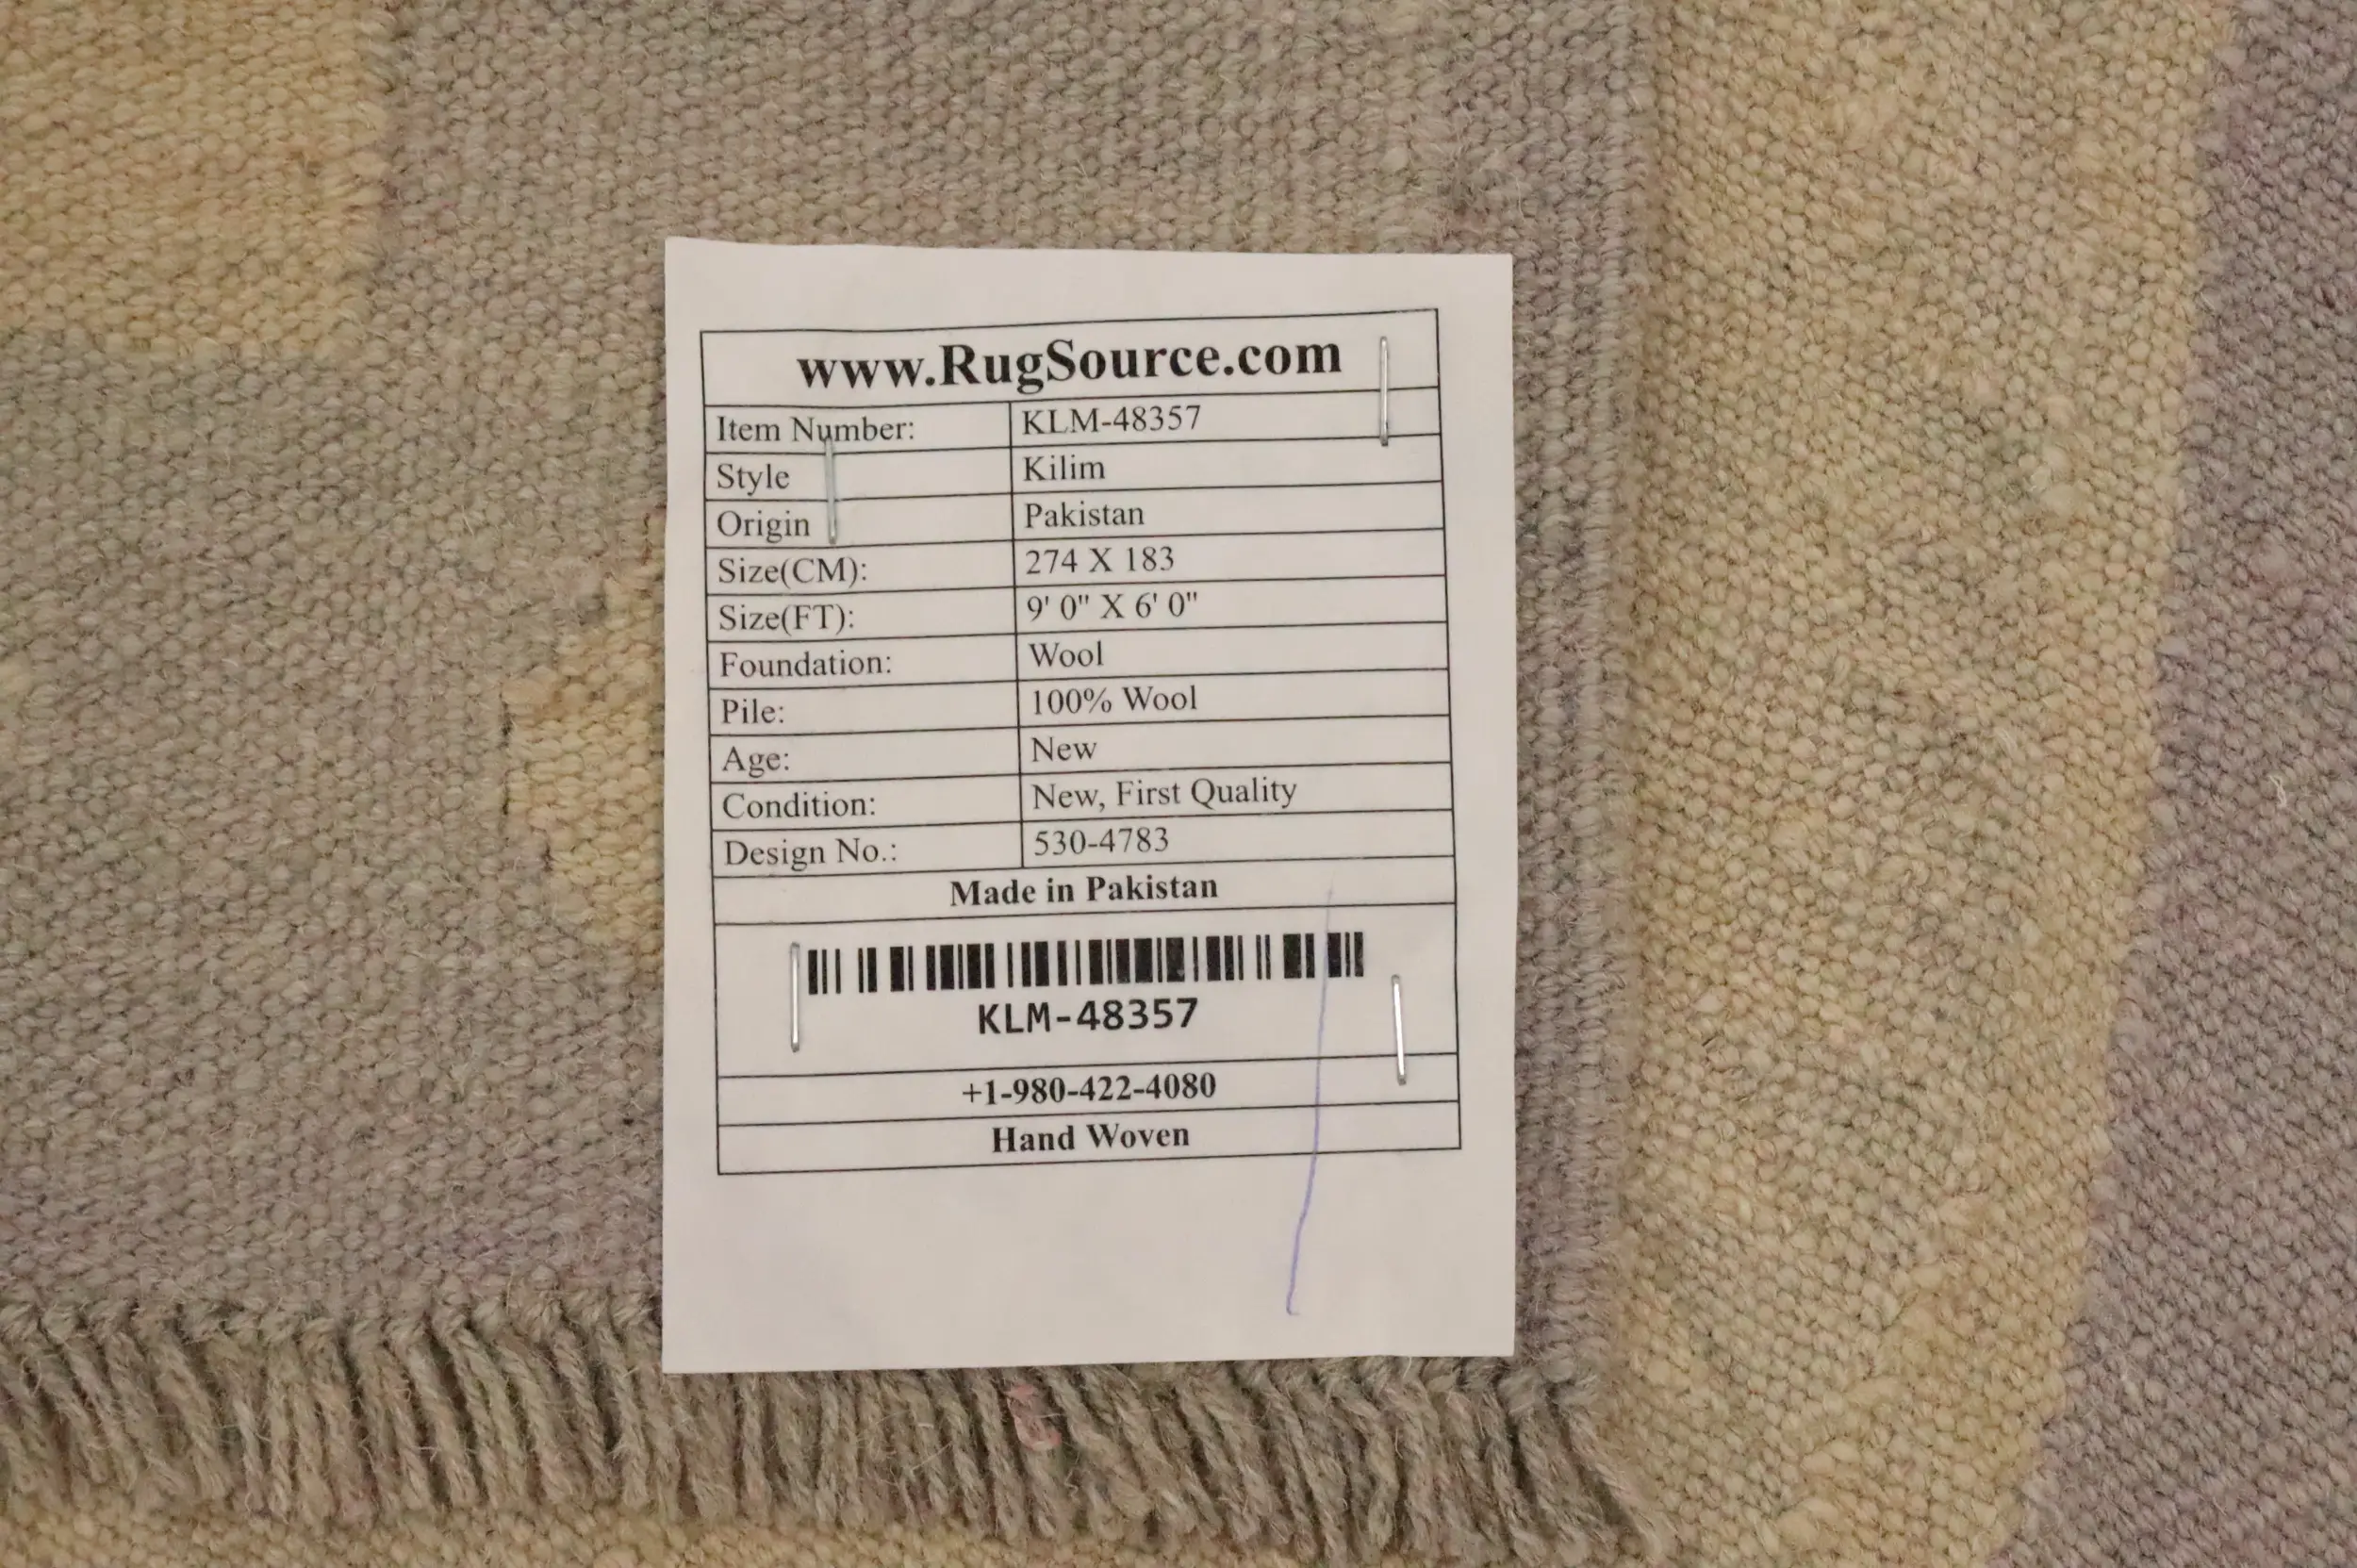 www.RugSource.com
Item Number: KLM-48357
Style Kilim
Origin Pakistan
Size(CM): 274 X 183
Size(FT): 9' 0" X 6' 0"
Foundation: Wool
Pile: 100% Wool
Age: New
Condition: New, First Quality
Design No.: 530-4783
Made in Pakistan
KLM-48357
+1-980-422-4080
Hand Woven